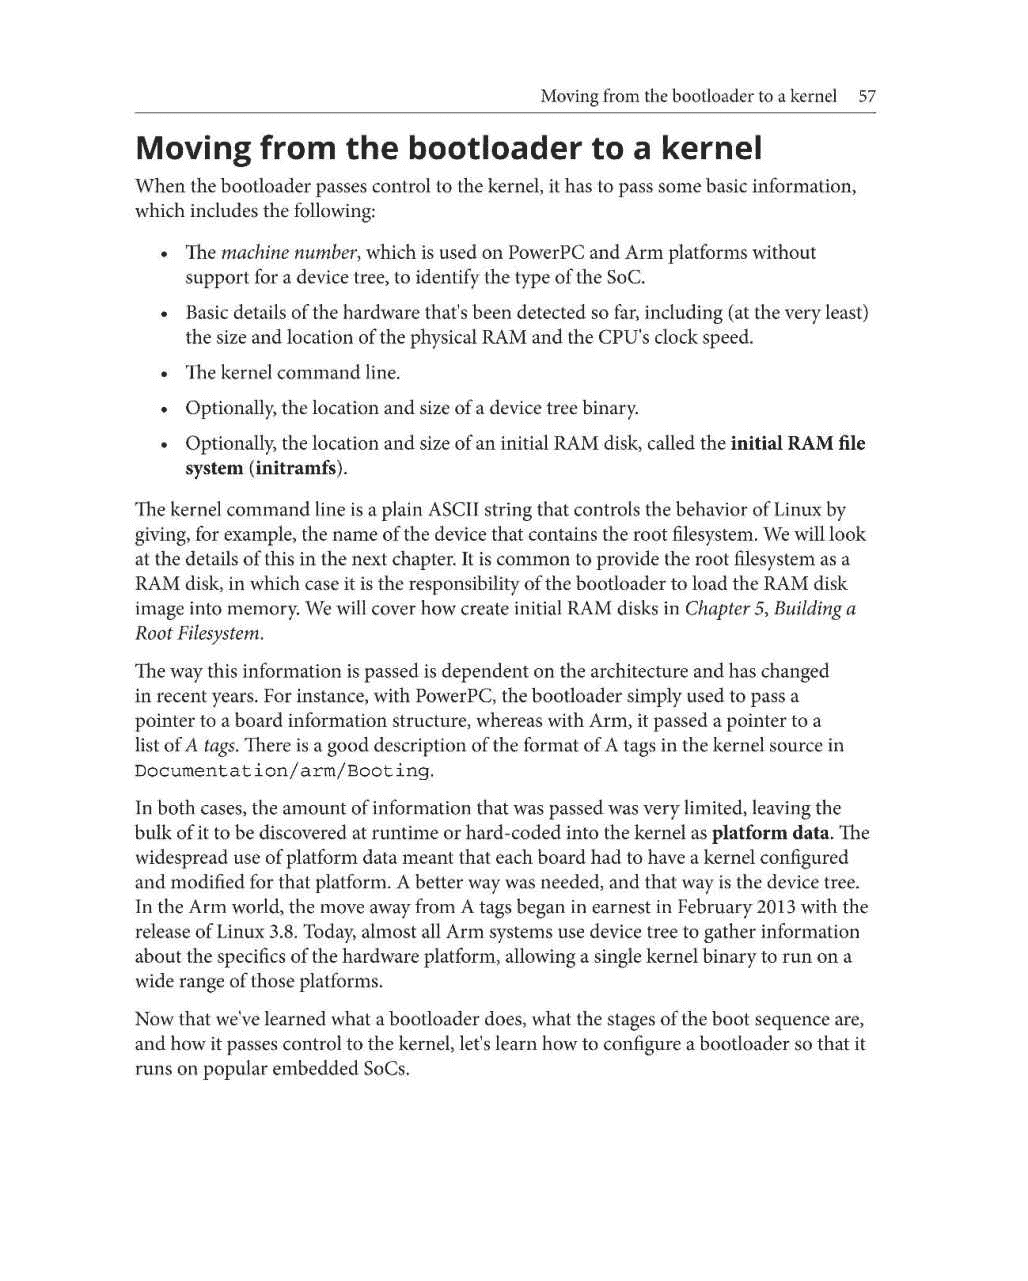 Moving from the bootloader to a kernel 57
Moving from the bootloader to a kernel
When the bootloader passes control to the kernel, it has to pass some basic information,
which includes the following:
• The machine number, which is used on PowerPC and Arm platforms without
support for a device tree, to identify the type of the SoC.
• Basic details of the hardware that's been detected so far, including (at the very least)
the size and location of the physical RAM and the CPU's clock speed.
• The kernel command line.
• Optionally, the location and size of a device tree binary.
• Optionally, the location and size of an initial RAM disk, called the initial RAM file
system (initramfs).
The kernel command line is a plain ASCII string that controls the behavior of Linux by
giving, for example, the name of the device that contains the root filesystem. We will look
at the details of this in the next chapter. It is common to provide the root filesystem as a
RAM disk, in which case it is the responsibility of the bootloader to load the RAM disk
image into memory. We will cover how create initial RAM disks in Chapter 5, Building a
Root Filesystem.
The way this information is passed is dependent on the architecture and has changed
in recent years. For instance, with PowerPC, the bootloader simply used to pass a
pointer to a board information structure, whereas with Arm, it passed a pointer to a
list of A tags. There is a good description of the format of A tags in the kernel source in
Documentation/arm/Booting.
In both cases, the amount of information that was passed was very limited, leaving the
bulk of it to be discovered at runtime or hard-coded into the kernel as platform data. The
widespread use of platform data meant that each board had to have a kernel configured
and modified for that platform. A better way was needed, and that way is the device tree.
In the Arm world, the move away from A tags began in earnest in February 2013 with the
release of Linux 3.8. Today, almost all Arm systems use device tree to gather information
about the specifics of the hardware platform, allowing a single kernel binary to run on a
wide range of those platforms.
Now that we've learned what a bootloader does, what the stages of the boot sequence are,
and how it passes control to the kernel, let's learn how to configure a bootloader so that it
runs on popular embedded SoCs.